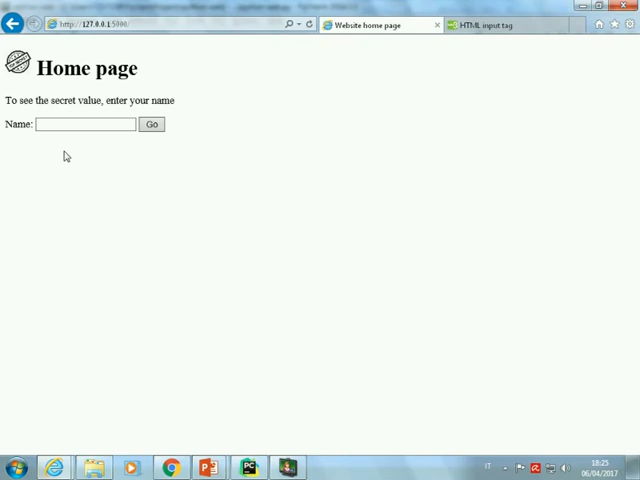 http://127.0.0.1:5000/
Website home page
HTML input tag
Home page
To see the secret value, enter your name
Name:
Go
IT
18:25
06/04/2017